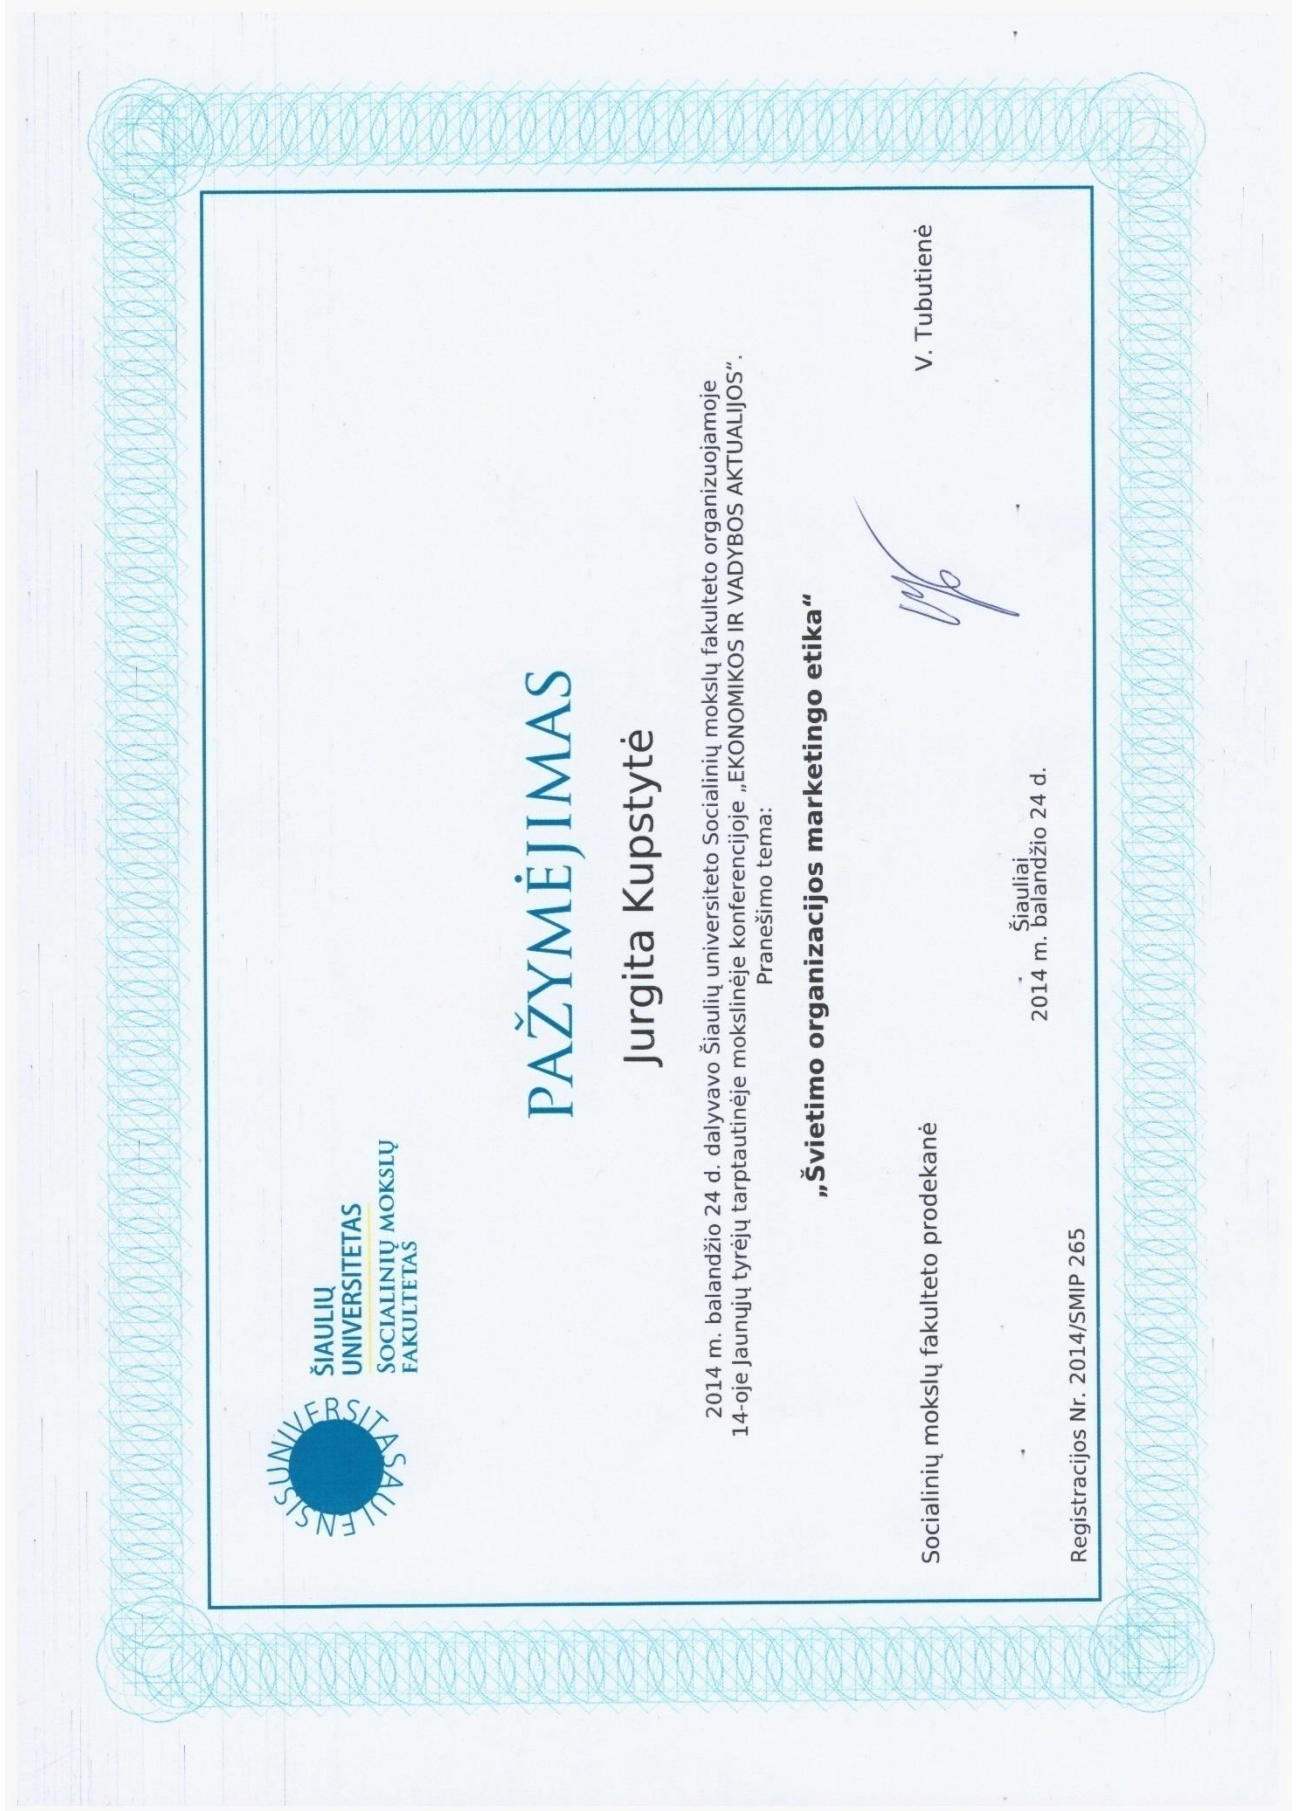 UNIVERSITAS SAULENSIS
ŠIAULIŲ
UNIVERSITETAS
SOCIALINIŲ MOKSLŲ
FAKULTETAS
PAŽYMĖJIMAS
Jurgita Kupstytė
2014 m. balandžio 24 d. dalyvavo Šiaulių universiteto Socialinių mokslų fakulteto organizuojamoje
14-oje Jaunųjų tyrėjų tarptautinėje mokslinėje konferencijoje „EKONOMIKOS IR VADYBOS AKTUALIJOS“.
Pranešimo tema:
„Švietimo organizacijos marketingo etika“
Socialinių mokslų fakulteto prodekanė V. Tubutienė
Šiauliai
2014 m. balandžio 24 d.
Registracijos Nr. 2014/SMIP 265